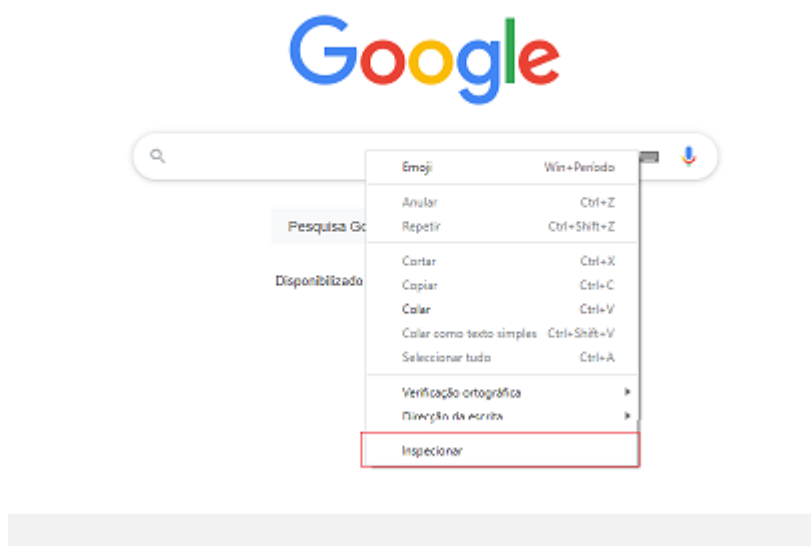 Google
Emoji Win+Período
Anular Ctrl+Z
Pesquisa Go
Repetir Ctrl+Shift+Z
Cortar Ctrl+X
Disponibilizado
Copiar Ctrl+C
Colar Ctrl+V
Colar como texto simples Ctrl+Shift+V
Seleccionar tudo Ctrl+A
Verificação ortográfica
Direcção da escrita
Inspecionar